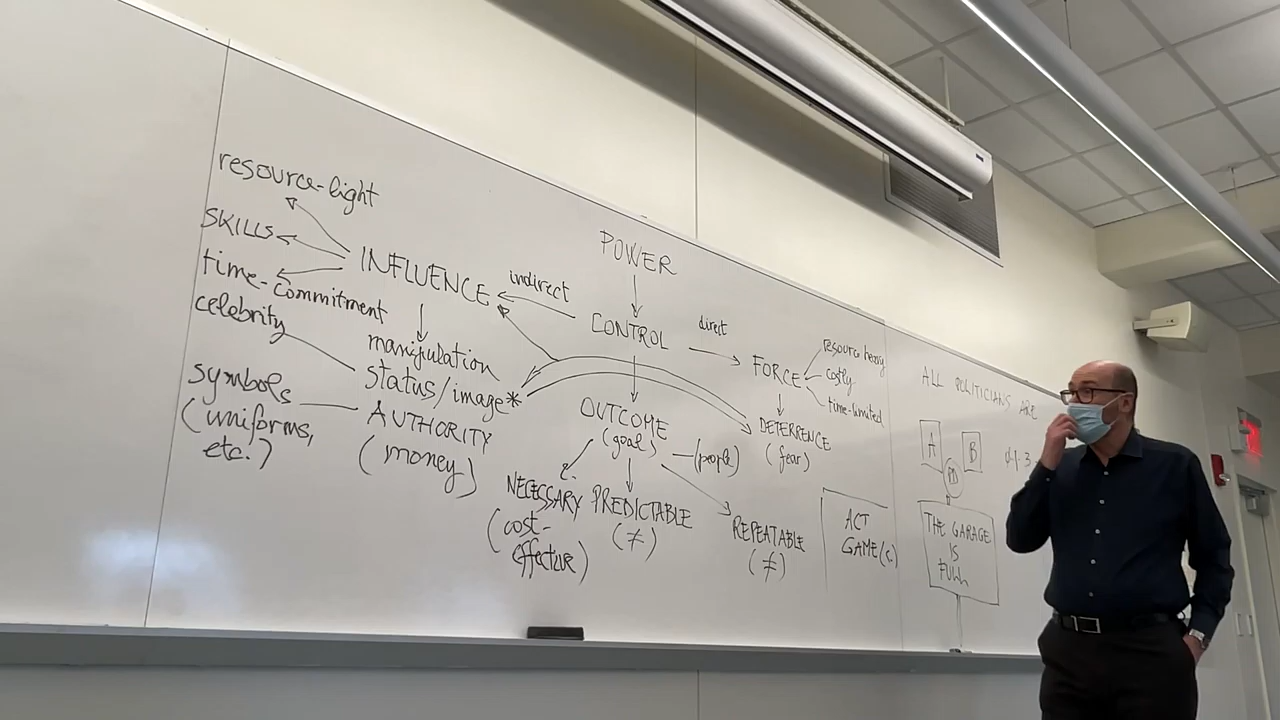 resource-light
SKILLS
time-commitment
celebrity
symbols
(uniforms,
etc.)
INFLUENCE
manipulation
status/image*
AUTHORITY
(money)
indirect
POWER
CONTROL
direct
OUTCOME
(goal)
(people)
NECESSARY
(cost-
effective)
PREDICTABLE
(≠)
REPEATABLE
(≠)
FORCE
resource heavy
costly
time-limited
DETERRENCE
(fear)
ACT
GAME(s)
ALL POLITICIANS ARE
A
B
PD
THE GARAGE
IS
FULL